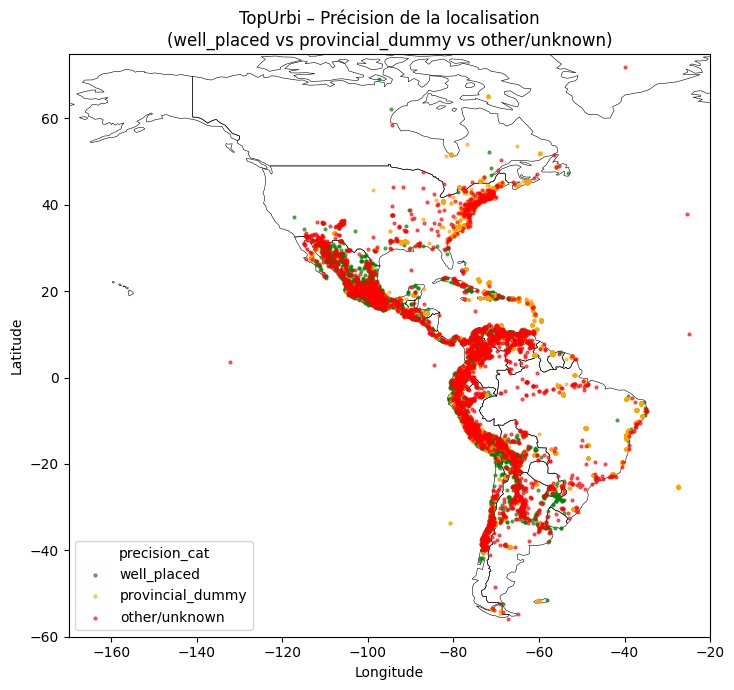 TopUrbi – Précision de la localisation
(well_placed vs provincial_dummy vs other/unknown)
Latitude
60
40
20
0
−20
−40
−60
precision_cat
well_placed
provincial_dummy
other/unknown
−160 −140 −120 −100 −80 −60 −40 −20
Longitude